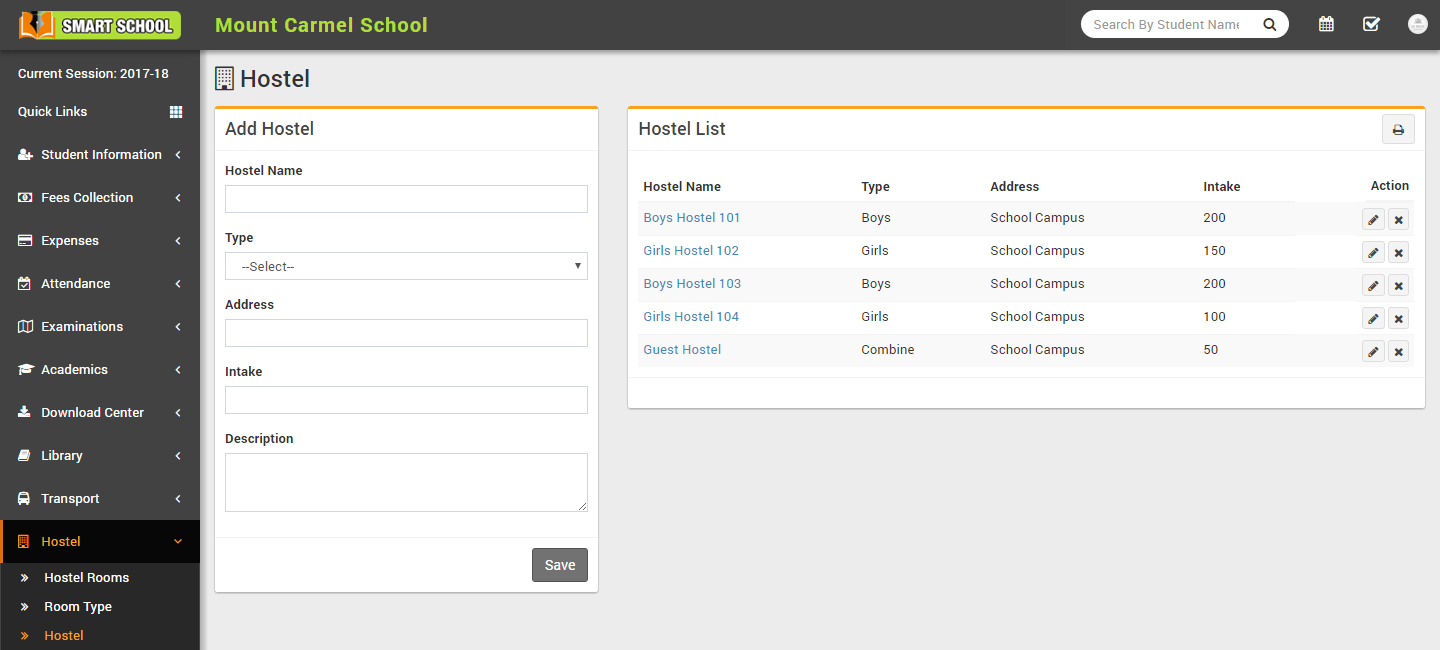 SMART SCHOOL
Mount Carmel School
Search By Student Name
Current Session: 2017-18
Quick Links
Student Information
Fees Collection
Expenses
Attendance
Examinations
Academics
Download Center
Library
Transport
Hostel
Hostel Rooms
Room Type
Hostel
Hostel
Add Hostel
Hostel Name
Type
--Select--
Address
Intake
Description
Save
Hostel List
Hostel Name Type Address Intake Action
Boys Hostel 101 Boys School Campus 200
Girls Hostel 102 Girls School Campus 150
Boys Hostel 103 Boys School Campus 200
Girls Hostel 104 Girls School Campus 100
Guest Hostel Combine School Campus 50